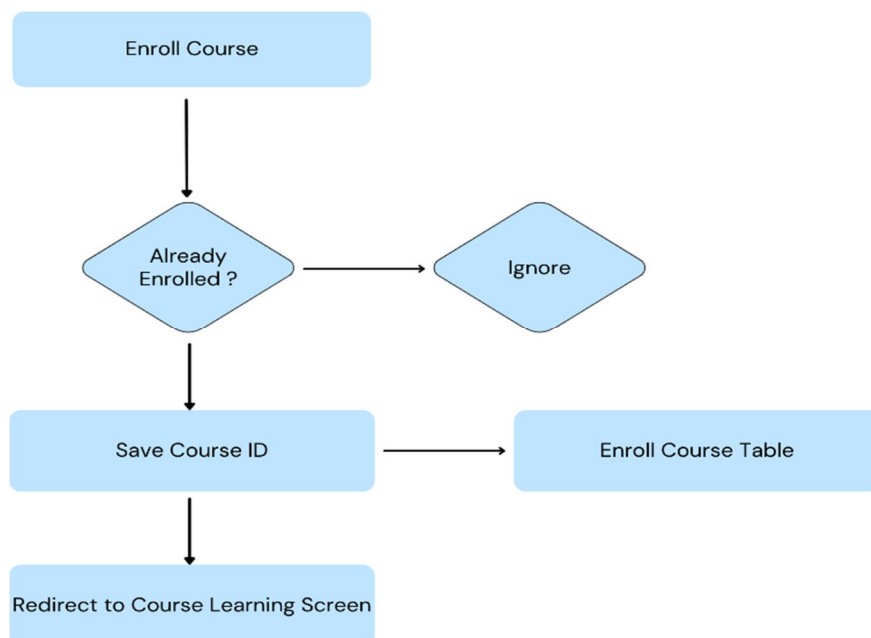 Enroll Course
Already
Enrolled ?
Ignore
Save Course ID
Enroll Course Table
Redirect to Course Learning Screen